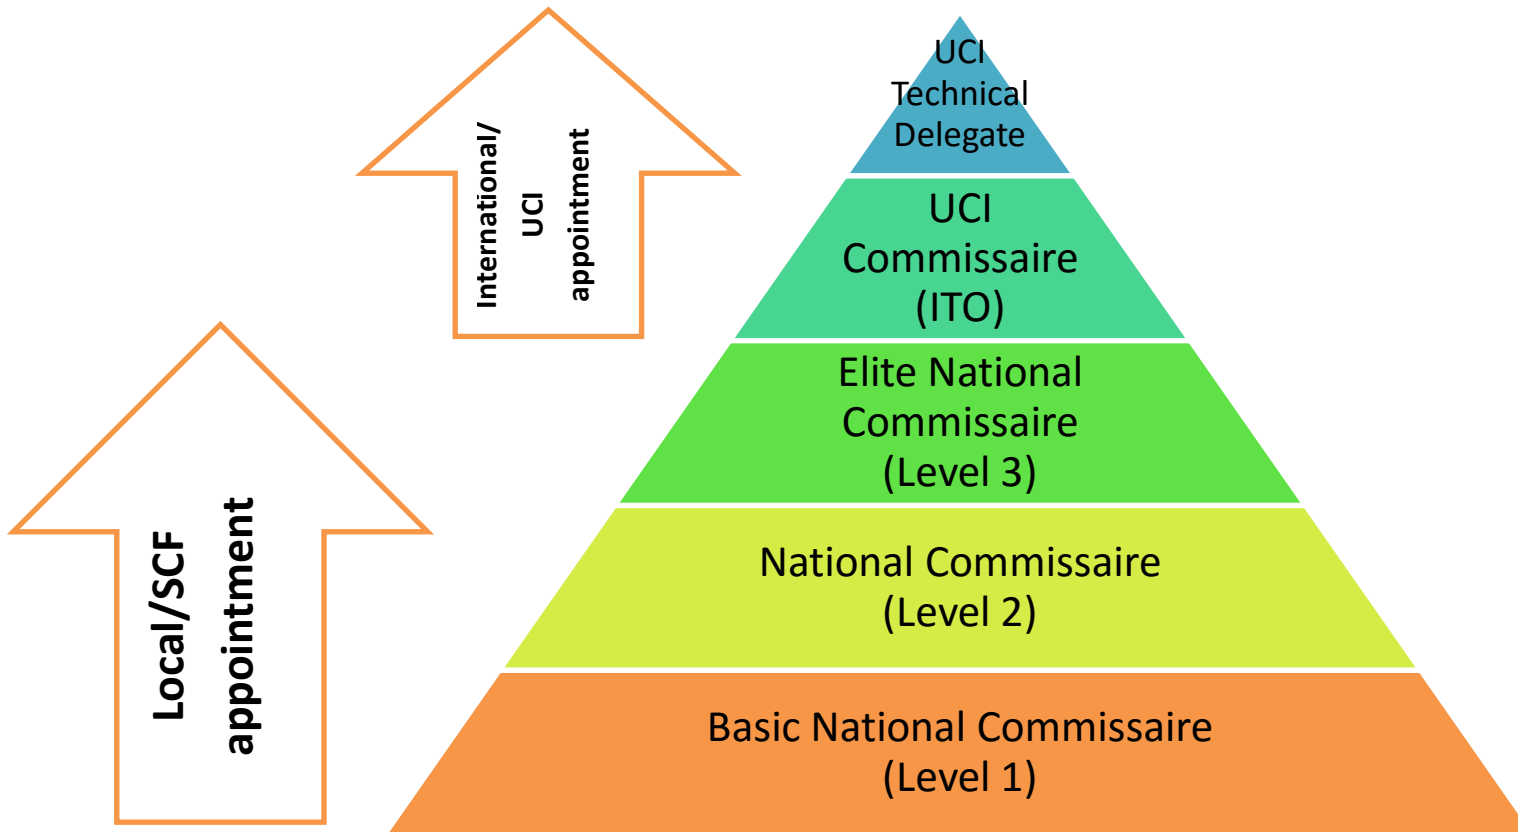 International/
UCI
appointment
Local/SCF
appointment
UCI
Technical
Delegate
UCI
Commissaire
(ITO)
Elite National
Commissaire
(Level 3)
National Commissaire
(Level 2)
Basic National Commissaire
(Level 1)